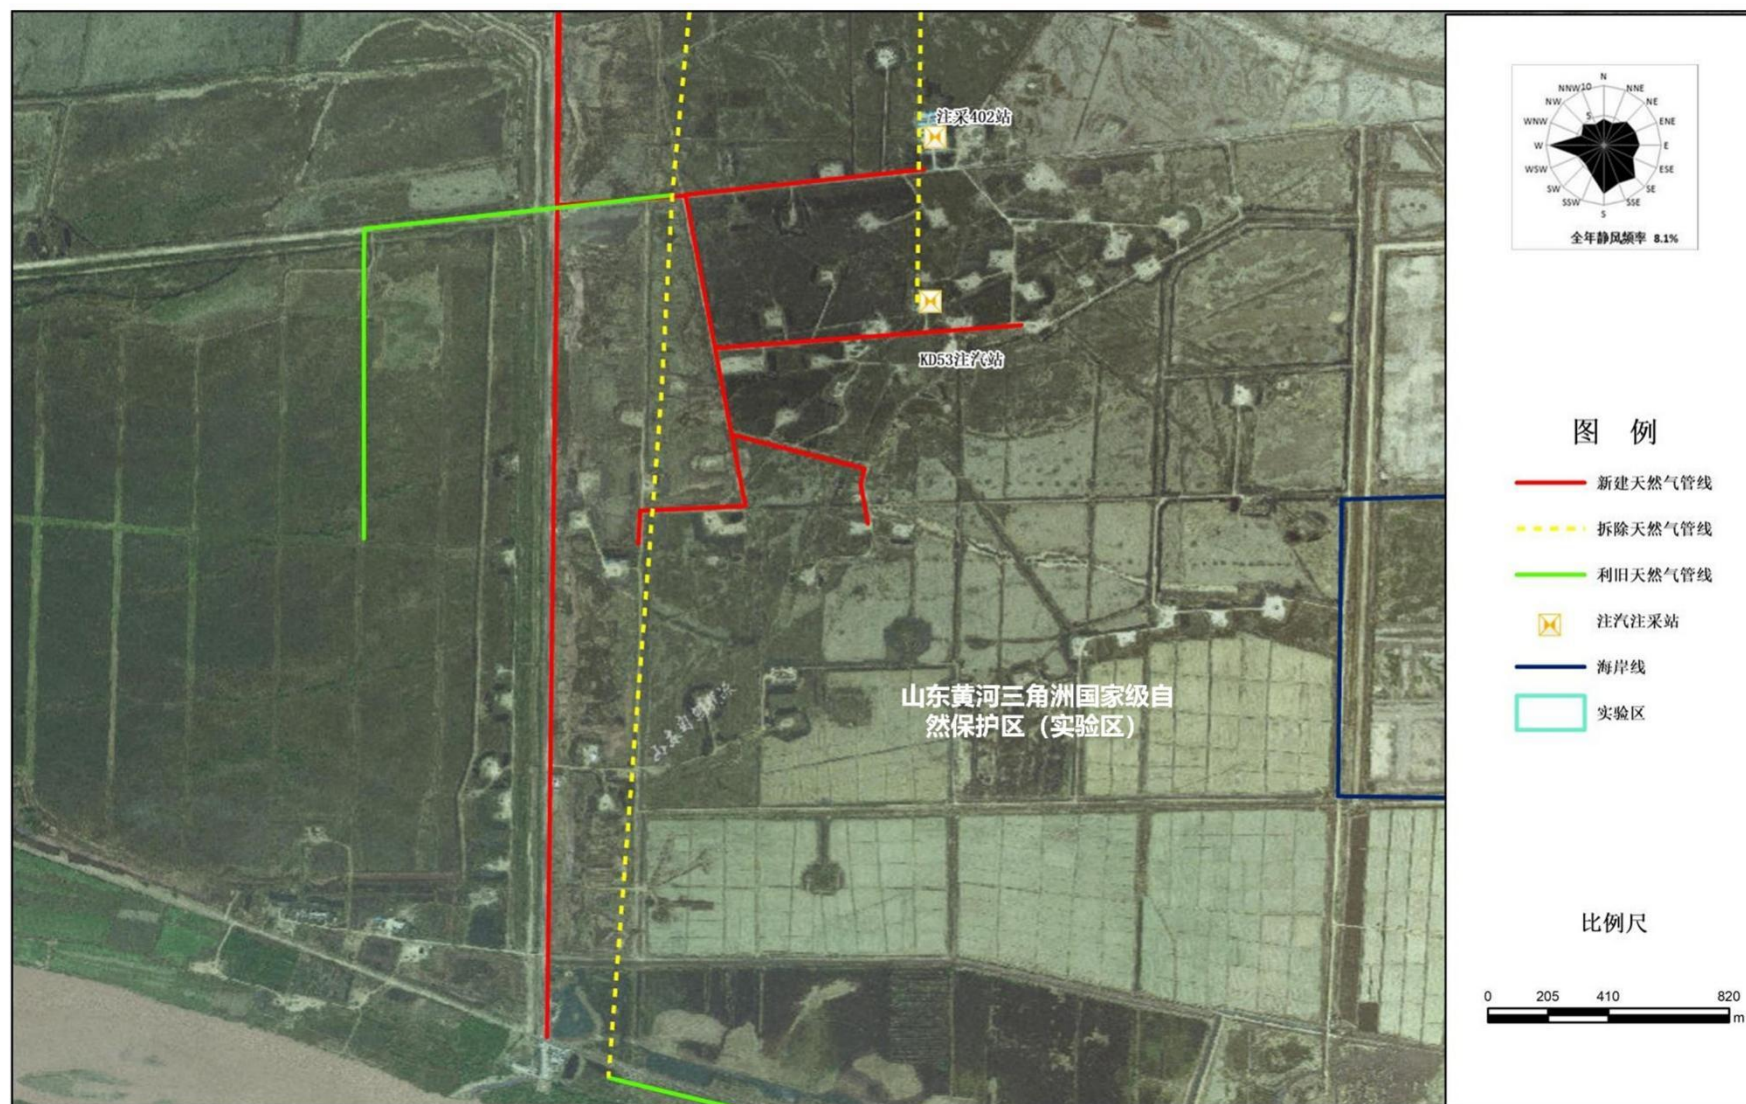 注采402站
KD53注汽站
山东黄河三角洲国家级自
然保护区（实验区）
N
NNE
NE
ENE
E
ESE
SE
SSE
S
SSW
SW
WSW
W
WNW
NW
NNW
10
5
全年静风频率 8.1%
图 例
新建天然气管线
拆除天然气管线
利旧天然气管线
注汽注采站
海岸线
实验区
比例尺
0 205 410 820
m